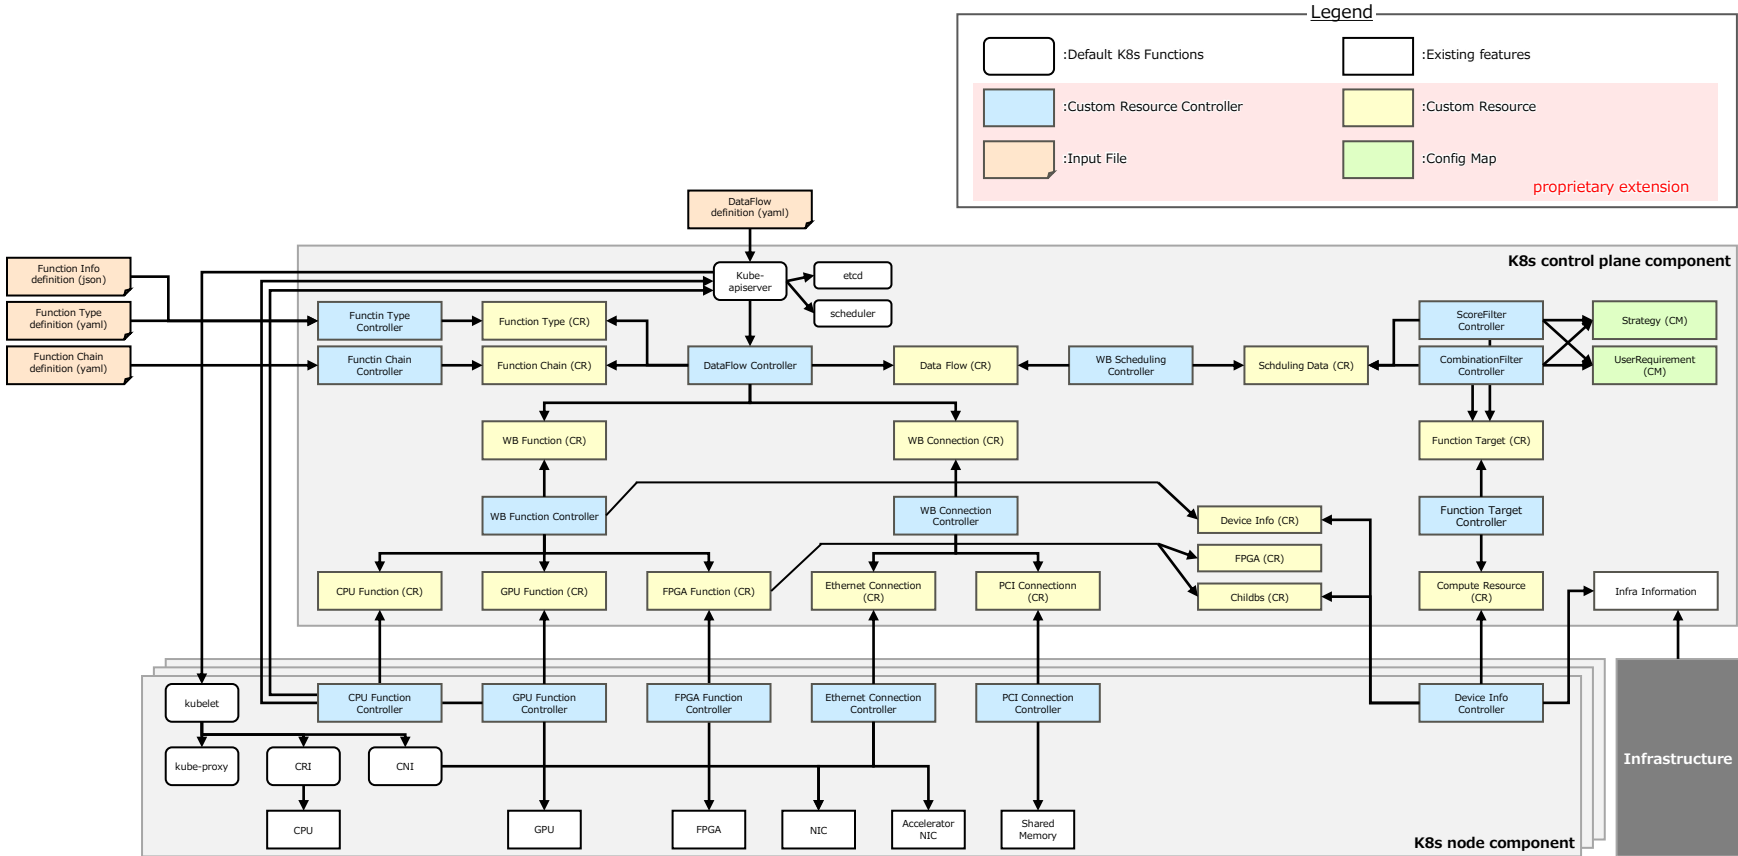 Legend
:Default K8s Functions
:Existing features
:Custom Resource Controller
:Custom Resource
:Input File
:Config Map
proprietary extension
DataFlow
definition (yaml)
K8s control plane component
Function Info
definition (json)
Kube-
apiserver
etcd
scheduler
Function Type
definition (yaml)
Functin Type
Controller
Function Type (CR)
ScoreFilter
Controller
Strategy (CM)
Function Chain
definition (yaml)
Functin Chain
Controller
Function Chain (CR)
DataFlow Controller
Data Flow (CR)
WB Scheduling
Controller
Schduling Data (CR)
CombinationFilter
Controller
UserRequirement
(CM)
WB Function (CR)
WB Connection (CR)
Function Target (CR)
WB Function Controller
WB Connection
Controller
Device Info (CR)
Function Target
Controller
FPGA (CR)
CPU Function (CR)
GPU Function (CR)
FPGA Function (CR)
Ethernet Connection
(CR)
PCI Connectionn
(CR)
Childbs (CR)
Compute Resource
(CR)
Infra Information
kubelet
CPU Function
Controller
GPU Function
Controller
FPGA Function
Controller
Ethernet Connection
Controller
PCI Connection
Controller
Device Info
Controller
kube-proxy
CRI
CNI
Infrastructure
CPU
GPU
FPGA
NIC
Accelerator
NIC
Shared
Memory
K8s node component